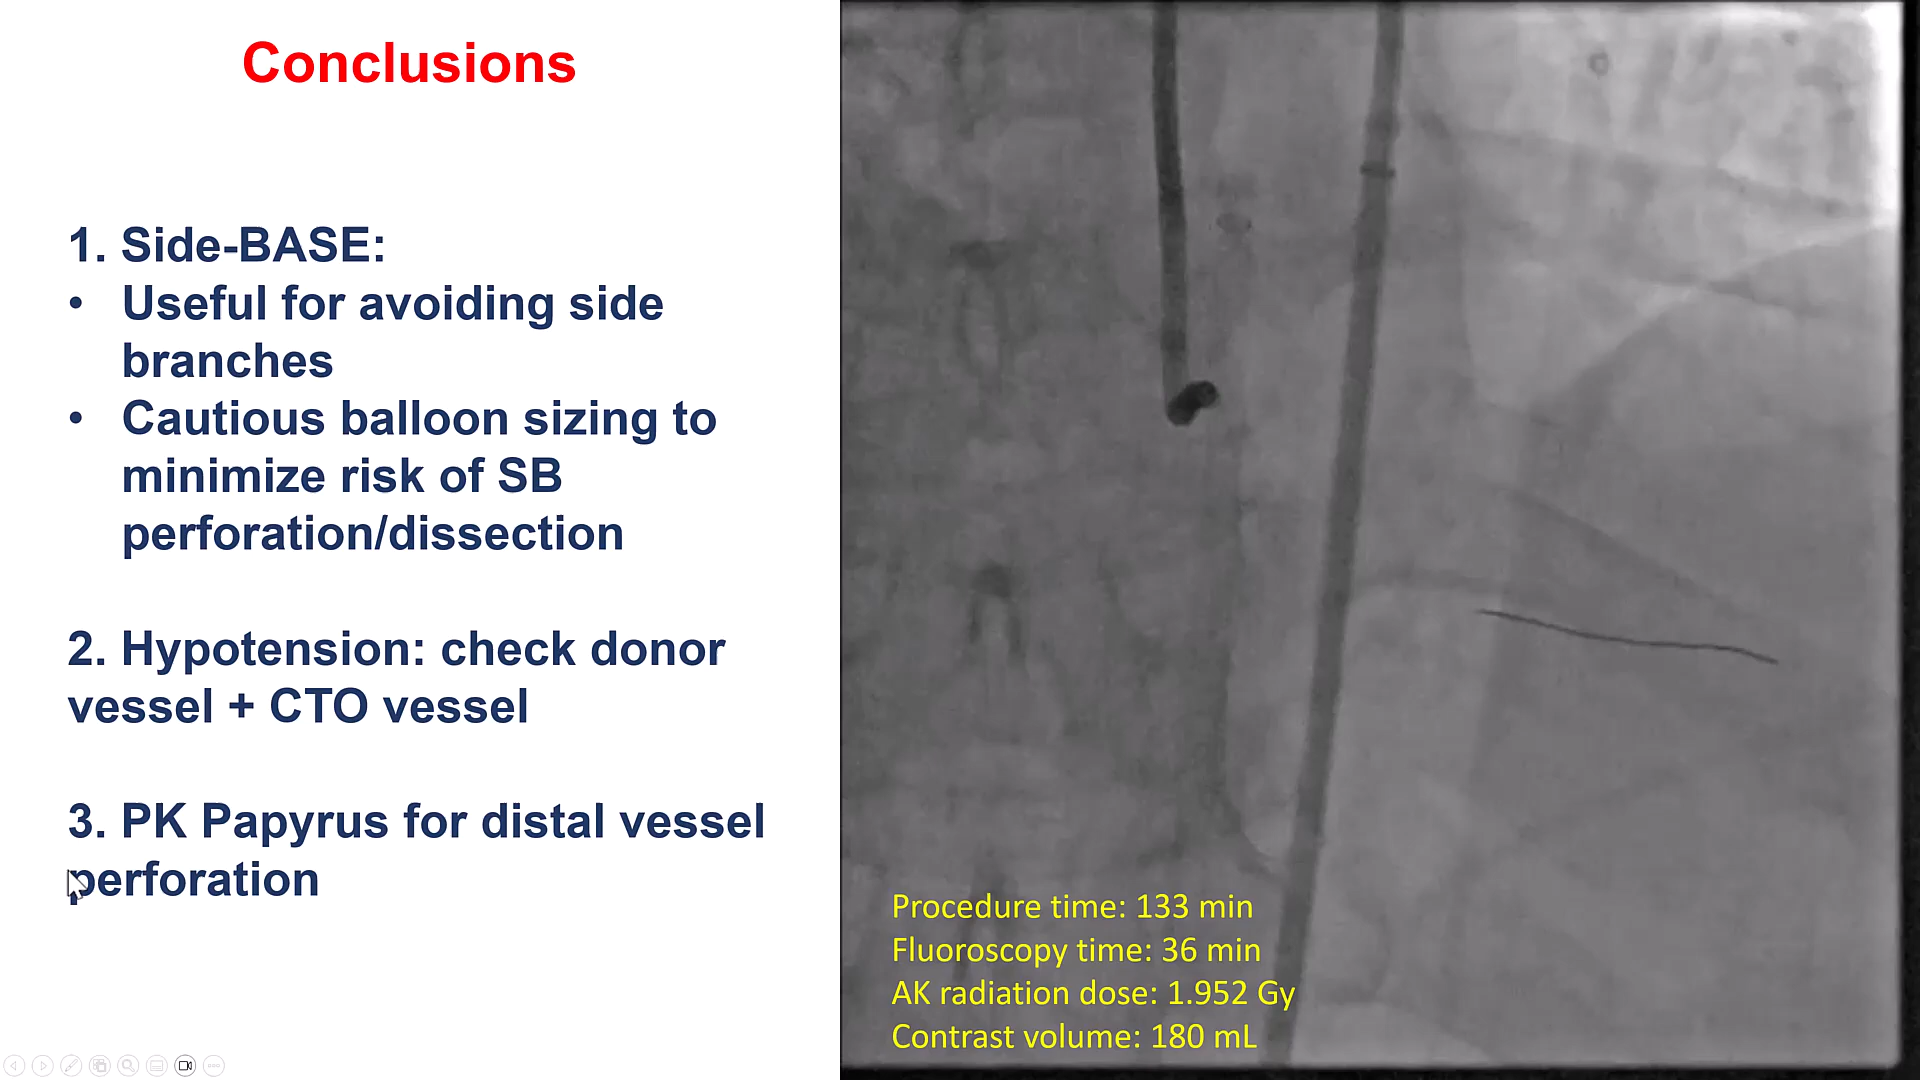 Conclusions
1. Side-BASE:
• Useful for avoiding side
branches
• Cautious balloon sizing to
minimize risk of SB
perforation/dissection
2. Hypotension: check donor
vessel + CTO vessel
3. PK Papyrus for distal vessel
perforation
Procedure time: 133 min
Fluoroscopy time: 36 min
AK radiation dose: 1.952 Gy
Contrast volume: 180 mL